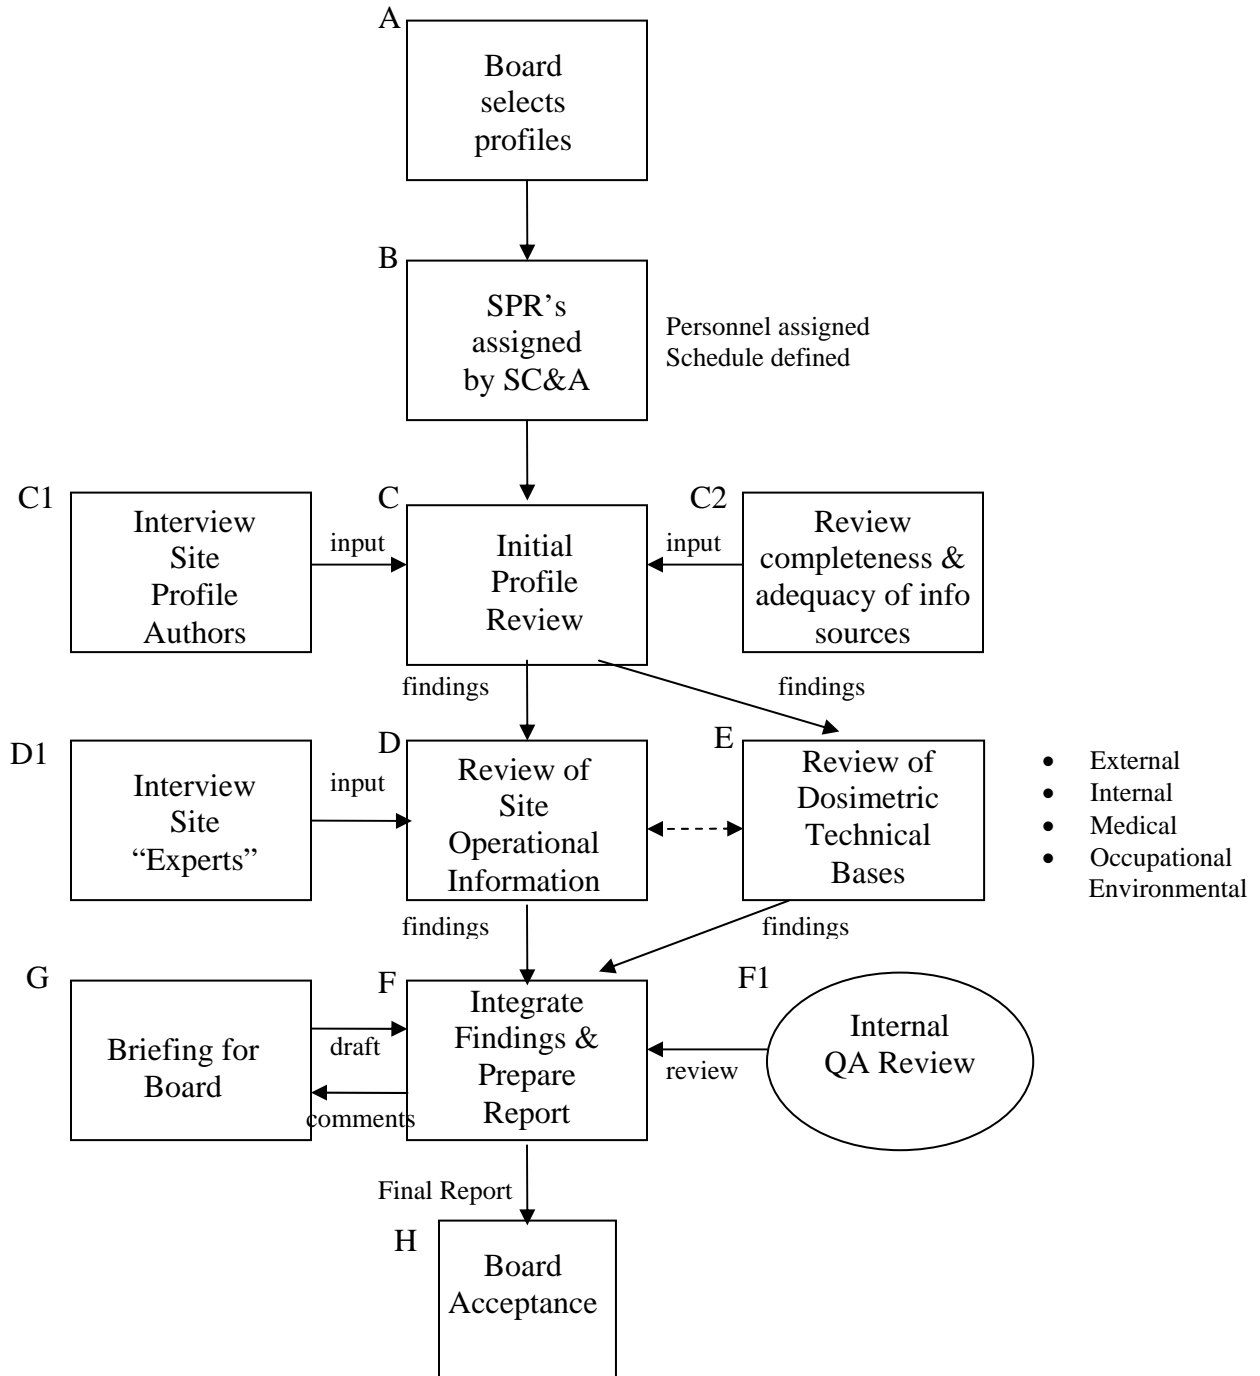 A
Board
selects
profiles
B
SPR’s
assigned
by SC&A
Personnel assigned
Schedule defined
C1
Interview
Site
Profile
Authors
input
C
Initial
Profile
Review
input
C2
Review
completeness &
adequacy of info
sources
findings
findings
D1
Interview
Site
“Experts”
input
D
Review of
Site
Operational
Information
E
Review of
Dosimetric
Technical
Bases
• External
• Internal
• Medical
• Occupational
Environmental
findings
findings
G
Briefing for
Board
draft
comments
F
Integrate
Findings &
Prepare
Report
review
F1
Internal
QA Review
Final Report
H
Board
Acceptance